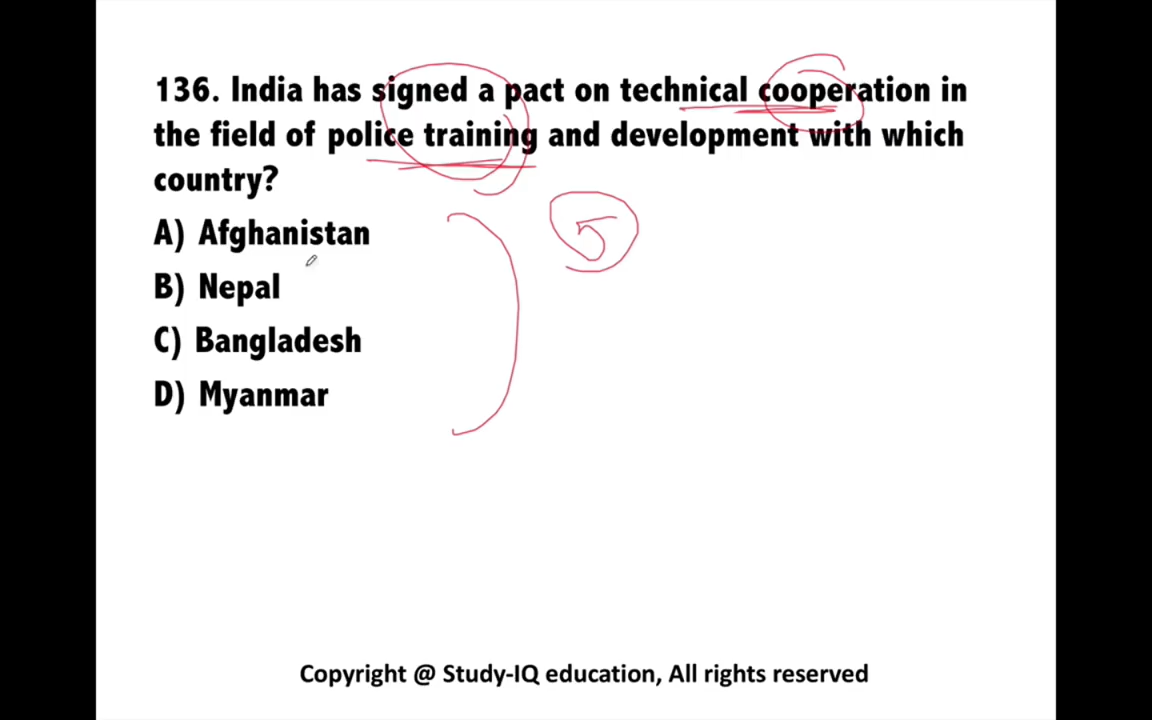 136. India has signed a pact on technical cooperation in
the field of police training and development with which
country?
A) Afghanistan
5
B) Nepal
C) Bangladesh
D) Myanmar
Copyright @ Study-IQ education, All rights reserved